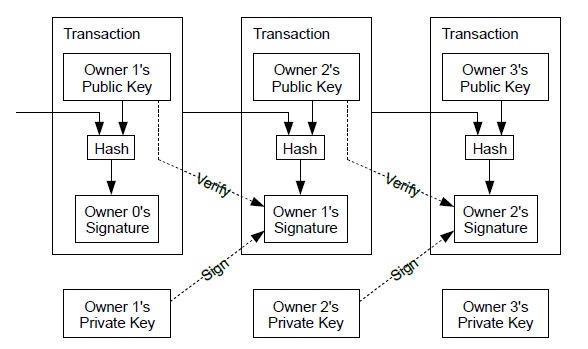 Transaction
Transaction
Transaction
Owner 1's
Public Key
Owner 2's
Public Key
Owner 3's
Public Key
Hash
Hash
Hash
Verify
Verify
Owner 0's
Signature
Owner 1's
Signature
Owner 2's
Signature
Sign
Sign
Owner 1's
Private Key
Owner 2's
Private Key
Owner 3's
Private Key